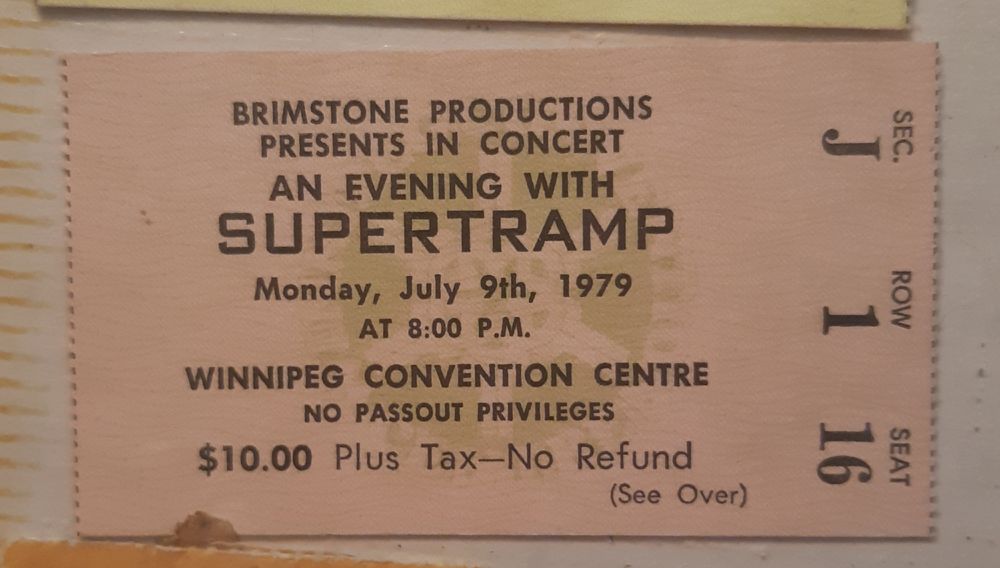 BRIMSTONE PRODUCTIONS
PRESENTS IN CONCERT
AN EVENING WITH
SUPERTRAMP
Monday, July 9th, 1979
AT 8:00 P.M.
WINNIPEG CONVENTION CENTRE
NO PASSOUT PRIVILEGES
$10.00 Plus Tax—No Refund
(See Over)
SEC.
J
ROW
1
SEAT
16